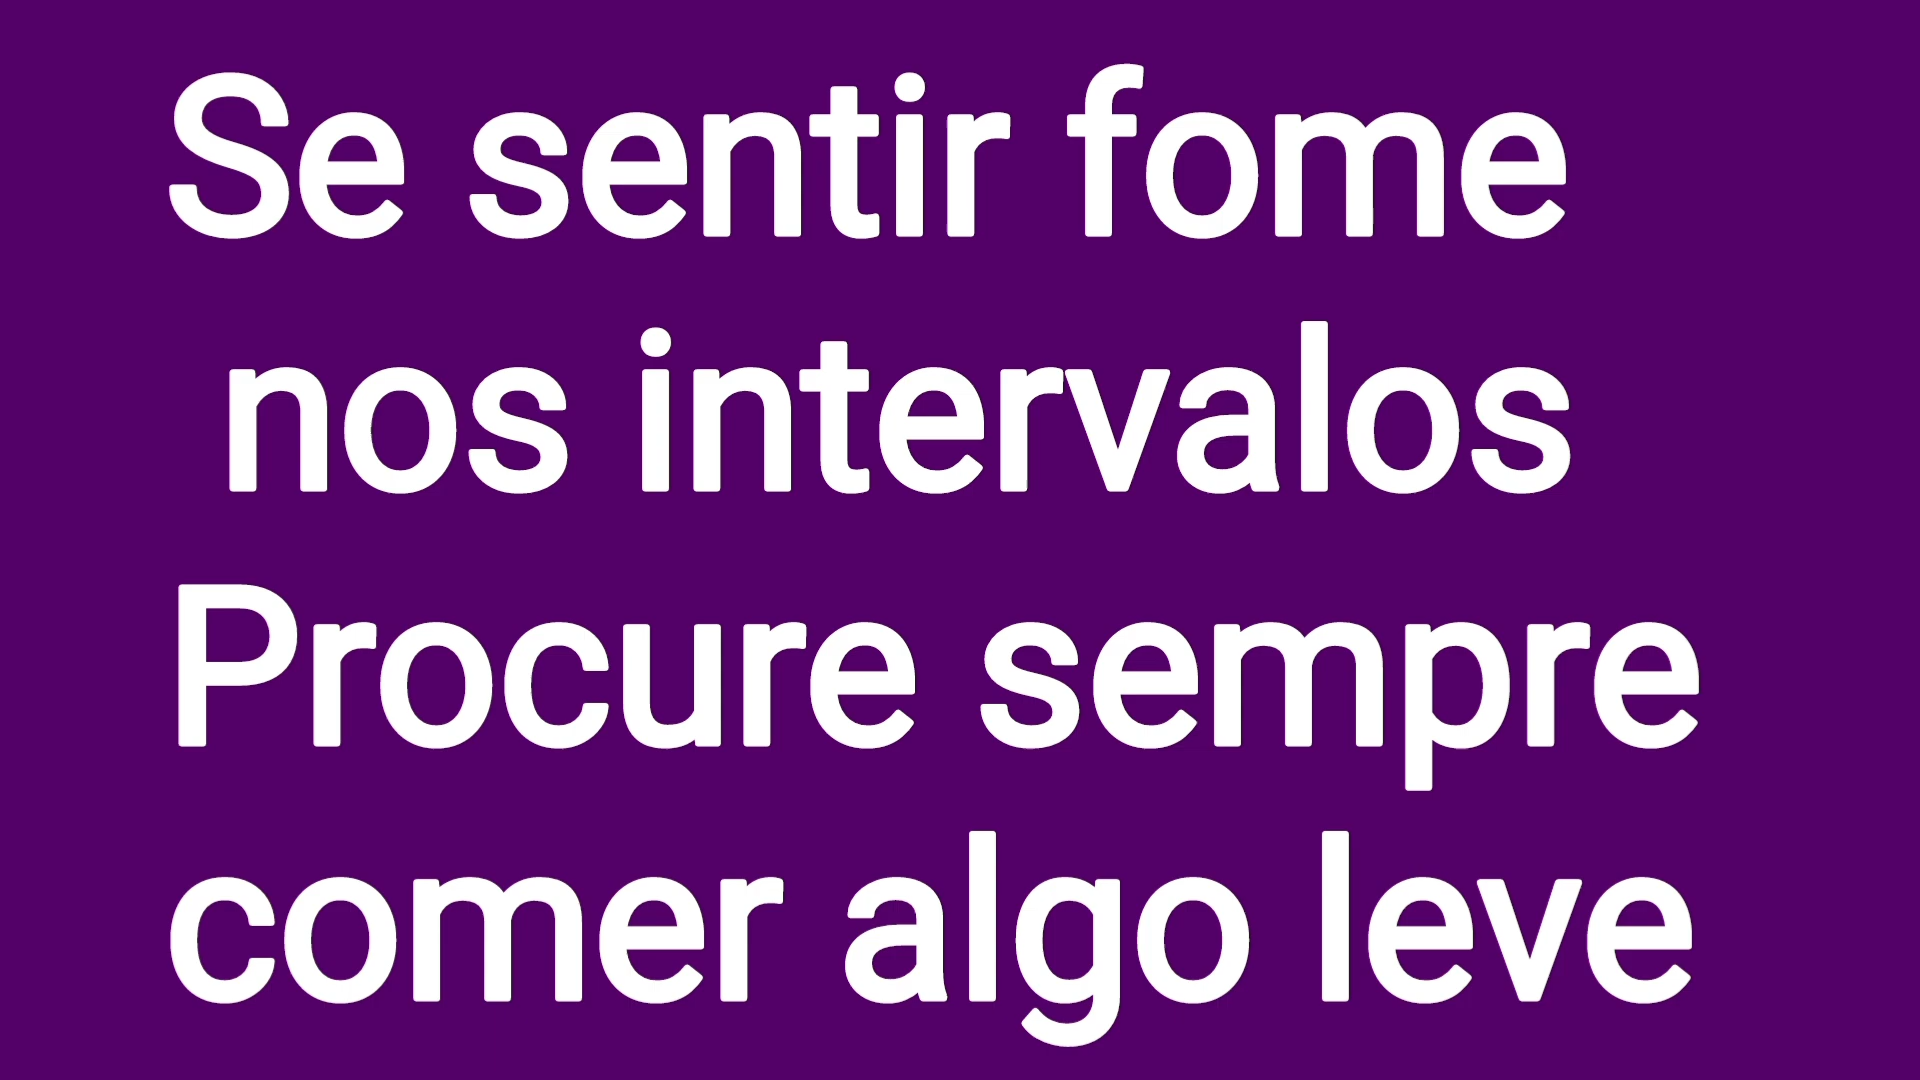 Se sentir fome
nos intervalos
Procure sempre
comer algo leve